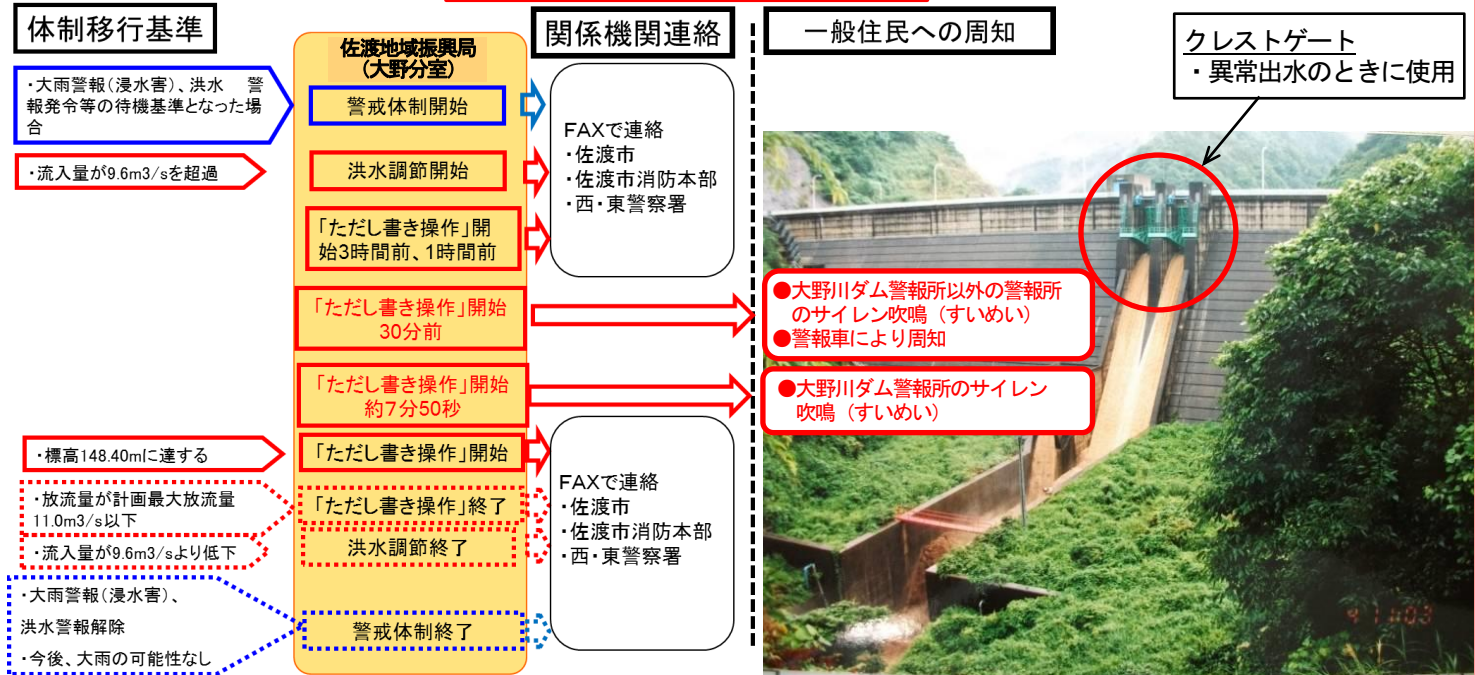 体制移行基準
・大雨警報(浸水害)、洪水　警
報発令等の待機基準となった場
合
・流入量が9.6m3/sを超過
・標高148.40mに達する
・放流量が計画最大放流量
11.0m3/s以下
・流入量が9.6m3/sより低下
・大雨警報(浸水害)、
洪水警報解除
・今後、大雨の可能性なし
佐渡地域振興局
(大野分室)
警戒体制開始
洪水調節開始
「ただし書き操作」開
始3時間前、1時間前
「ただし書き操作」開始
30分前
「ただし書き操作」開始
約7分50秒
「ただし書き操作」開始
「ただし書き操作」終了
洪水調節終了
警戒体制終了
関係機関連絡
FAXで連絡
・佐渡市
・佐渡市消防本部
・西・東警察署
FAXで連絡
・佐渡市
・佐渡市消防本部
・西・東警察署
一般住民への周知
●大野川ダム警報所以外の警報所
のサイレン吹鳴（すいめい）
●警報車により周知
●大野川ダム警報所のサイレン
吹鳴（すいめい）
クレストゲート
・異常出水のときに使用